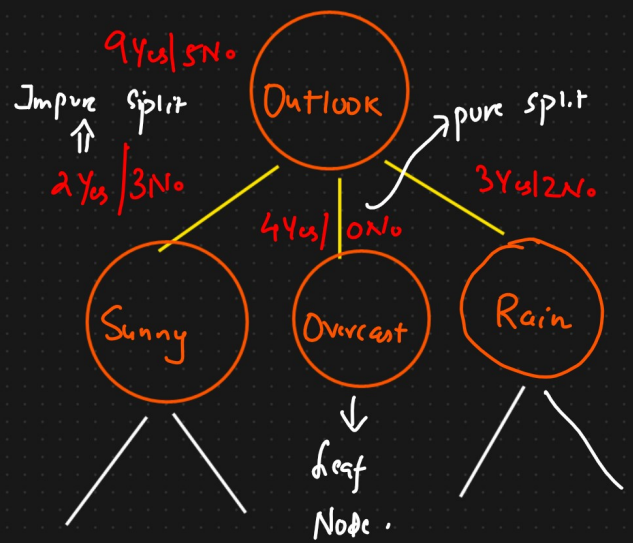 9Yes/5No
Outlook
Impure Split
pure split
2Yes/3No
3Yes/2No
4Yes/0No
Sunny
Overcast
Rain
Leaf
Node.